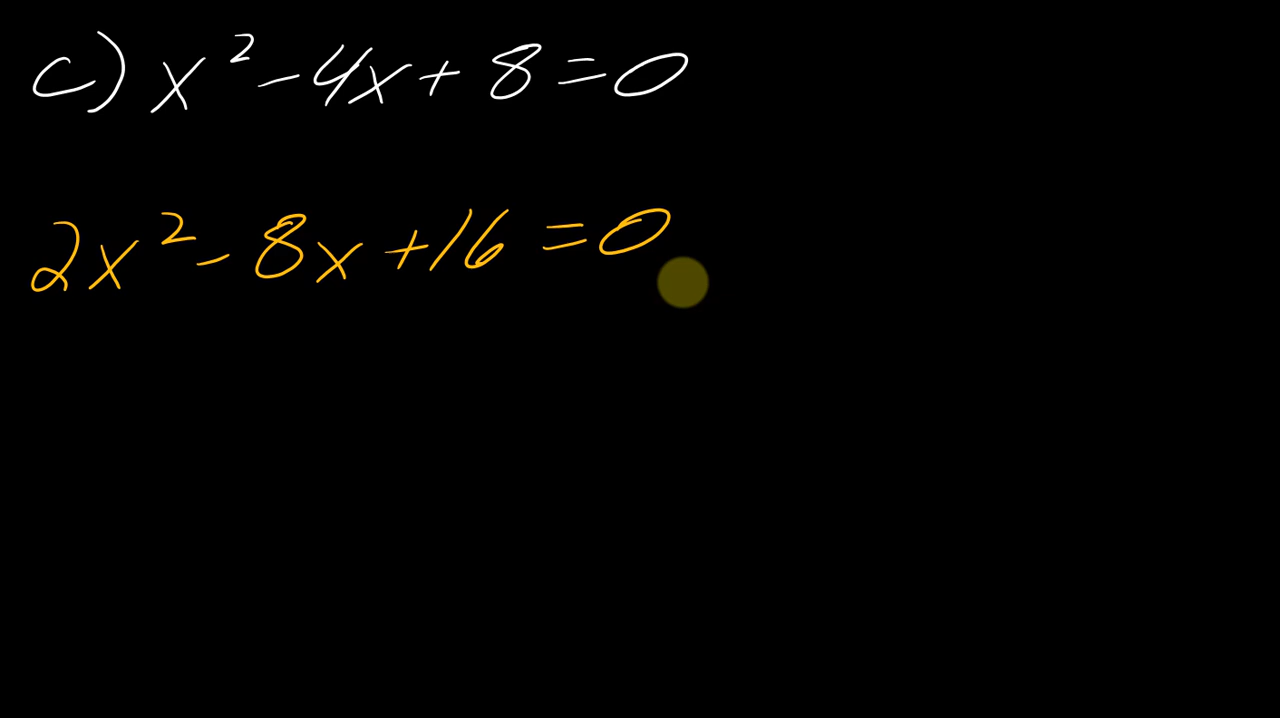 c) x² - 4x + 8 = 0
2x² - 8x + 16 = 0